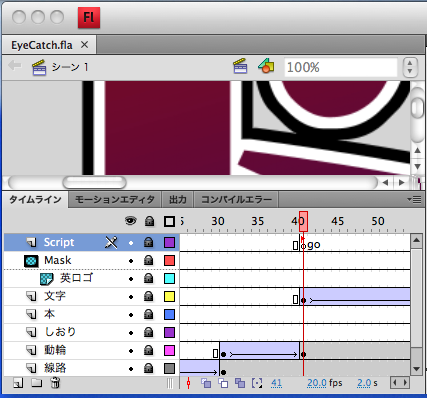 Fl
EyeCatch.fla ×
シーン 1
100%
タイムライン モーションエディタ 出力 コンパイルエラー
5 30 35 40 45 50
Script
go
Mask
英ロゴ
文字
本
しおり
動輪
線路
41 20.0 fps 2.0 s